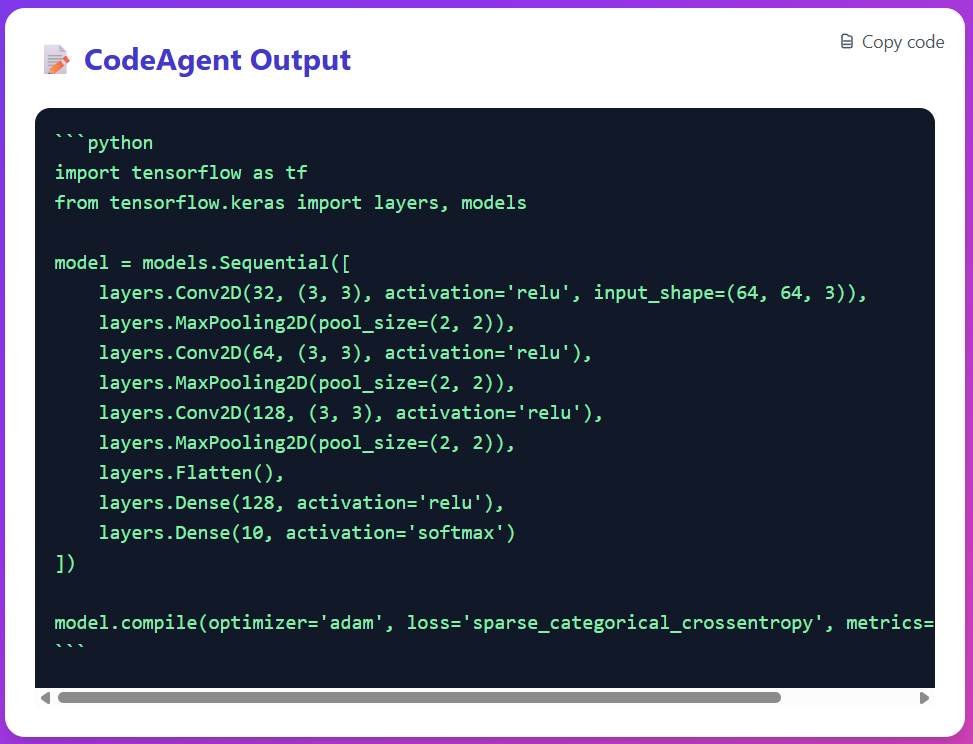 CodeAgent Output
Copy code
```python
import tensorflow as tf
from tensorflow.keras import layers, models

model = models.Sequential([
    layers.Conv2D(32, (3, 3), activation='relu', input_shape=(64, 64, 3)),
    layers.MaxPooling2D(pool_size=(2, 2)),
    layers.Conv2D(64, (3, 3), activation='relu'),
    layers.MaxPooling2D(pool_size=(2, 2)),
    layers.Conv2D(128, (3, 3), activation='relu'),
    layers.MaxPooling2D(pool_size=(2, 2)),
    layers.Flatten(),
    layers.Dense(128, activation='relu'),
    layers.Dense(10, activation='softmax')
])

model.compile(optimizer='adam', loss='sparse_categorical_crossentropy', metrics=
```